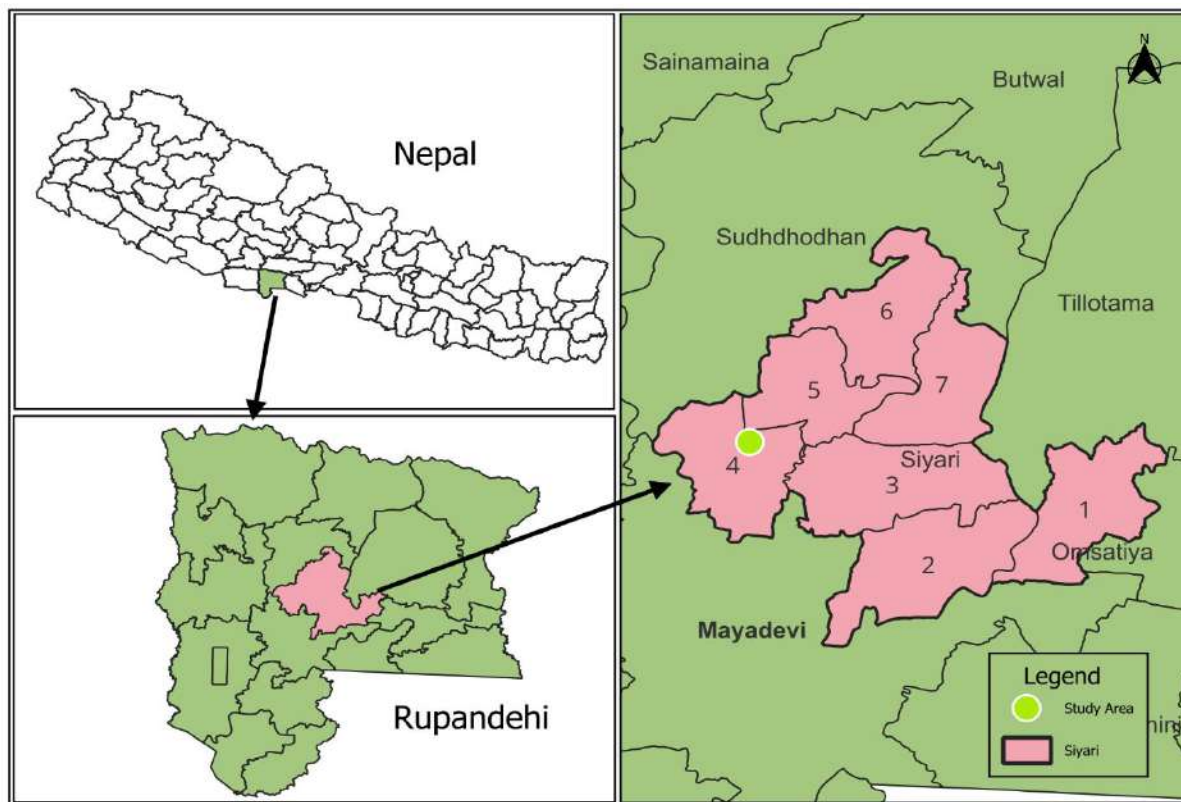 Nepal
Rupandehi
N
Sainamaina
Butwal
Sudhdhodhan
Tillotama
6
5
7
4
Siyari
3
1
Omsatiya
2
Mayadevi
Legend
Study Area
Siyari